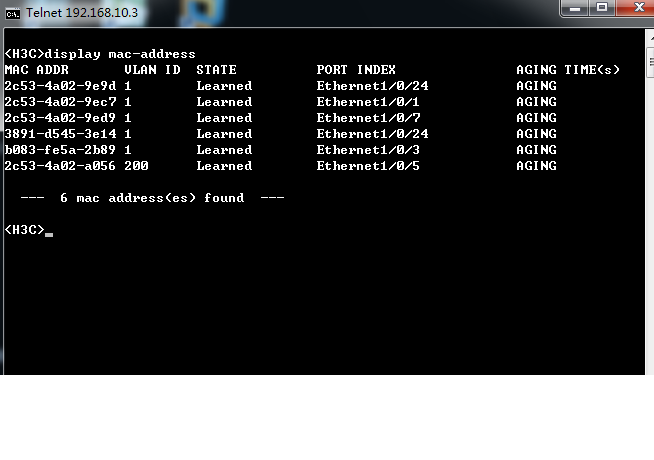 Telnet 192.168.10.3
<H3C>display mac-address
MAC ADDR VLAN ID STATE PORT INDEX AGING TIME(s)
2c53-4a02-9e9d 1 Learned Ethernet1/0/24 AGING
2c53-4a02-9ec7 1 Learned Ethernet1/0/1 AGING
2c53-4a02-9ed9 1 Learned Ethernet1/0/7 AGING
3891-d545-3e14 1 Learned Ethernet1/0/24 AGING
b083-fe5a-2b89 1 Learned Ethernet1/0/3 AGING
2c53-4a02-a056 200 Learned Ethernet1/0/5 AGING
--- 6 mac address(es) found ---
<H3C>_